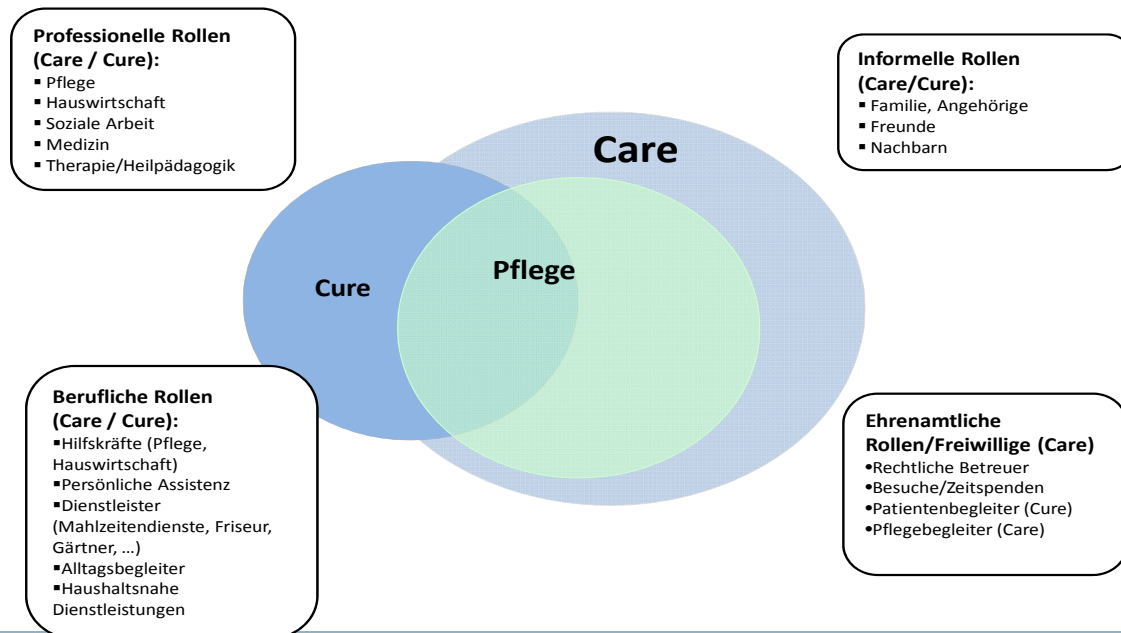 Professionelle Rollen
(Care / Cure):
▪ Pflege
▪ Hauswirtschaft
▪ Soziale Arbeit
▪ Medizin
▪ Therapie/Heilpädagogik
Informelle Rollen
(Care/Cure):
▪ Familie, Angehörige
▪ Freunde
▪ Nachbarn
Care
Pflege
Cure
Berufliche Rollen
(Care / Cure):
▪Hilfskräfte (Pflege,
Hauswirtschaft)
▪Persönliche Assistenz
▪Dienstleister
(Mahlzeitendienste, Friseur,
Gärtner, ...)
▪Alltagsbegleiter
▪Haushaltsnahe
Dienstleistungen
Ehrenamtliche
Rollen/Freiwillige (Care)
•Rechtliche Betreuer
•Besuche/Zeitspenden
•Patientenbegleiter (Cure)
•Pflegebegleiter (Care)